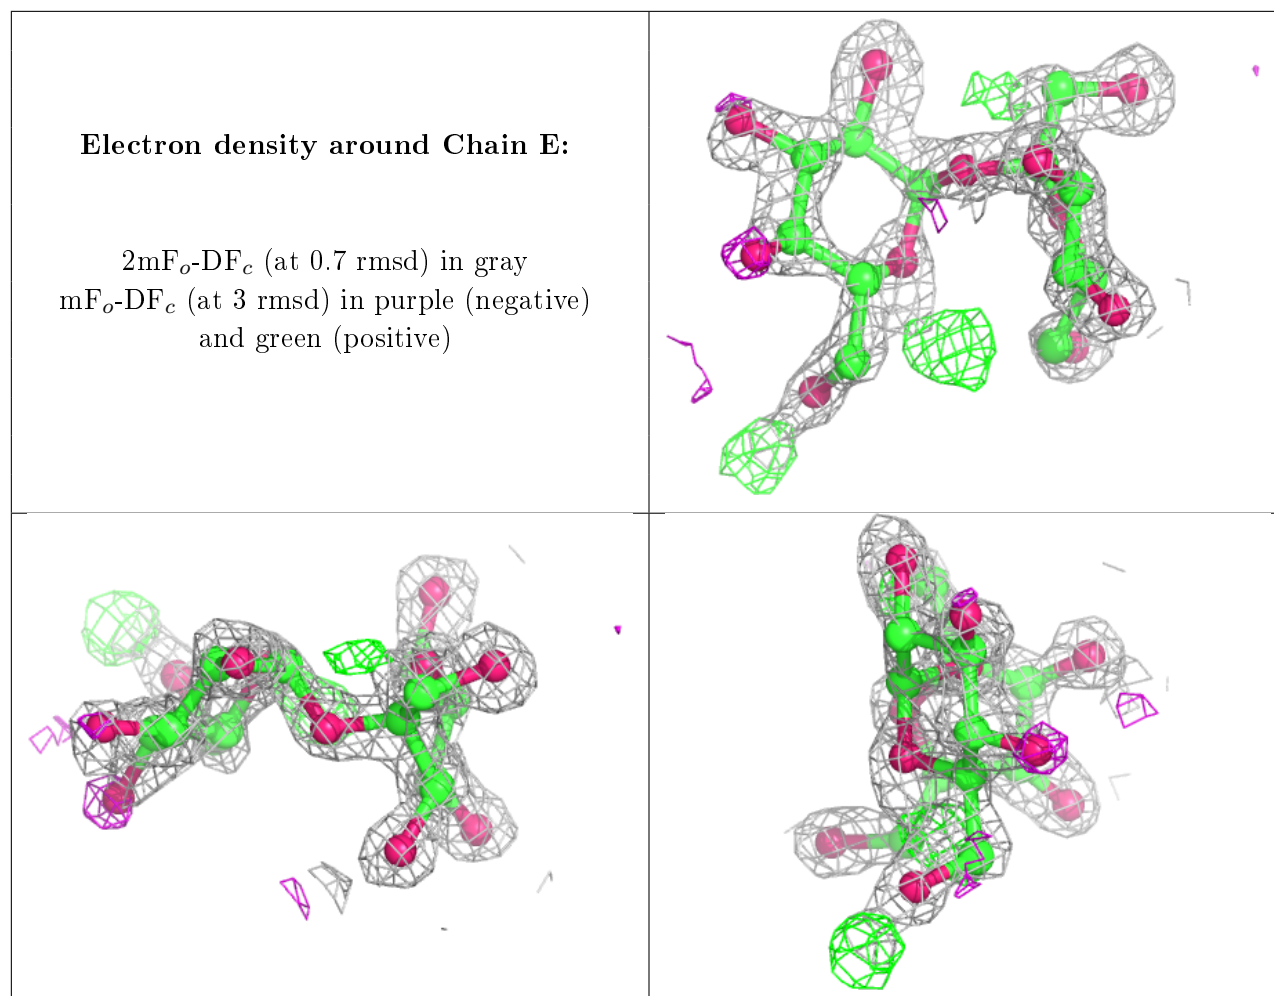 Electron density around Chain E:
2mFo-DFc (at 0.7 rmsd) in gray
mFo-DFc (at 3 rmsd) in purple (negative)
and green (positive)